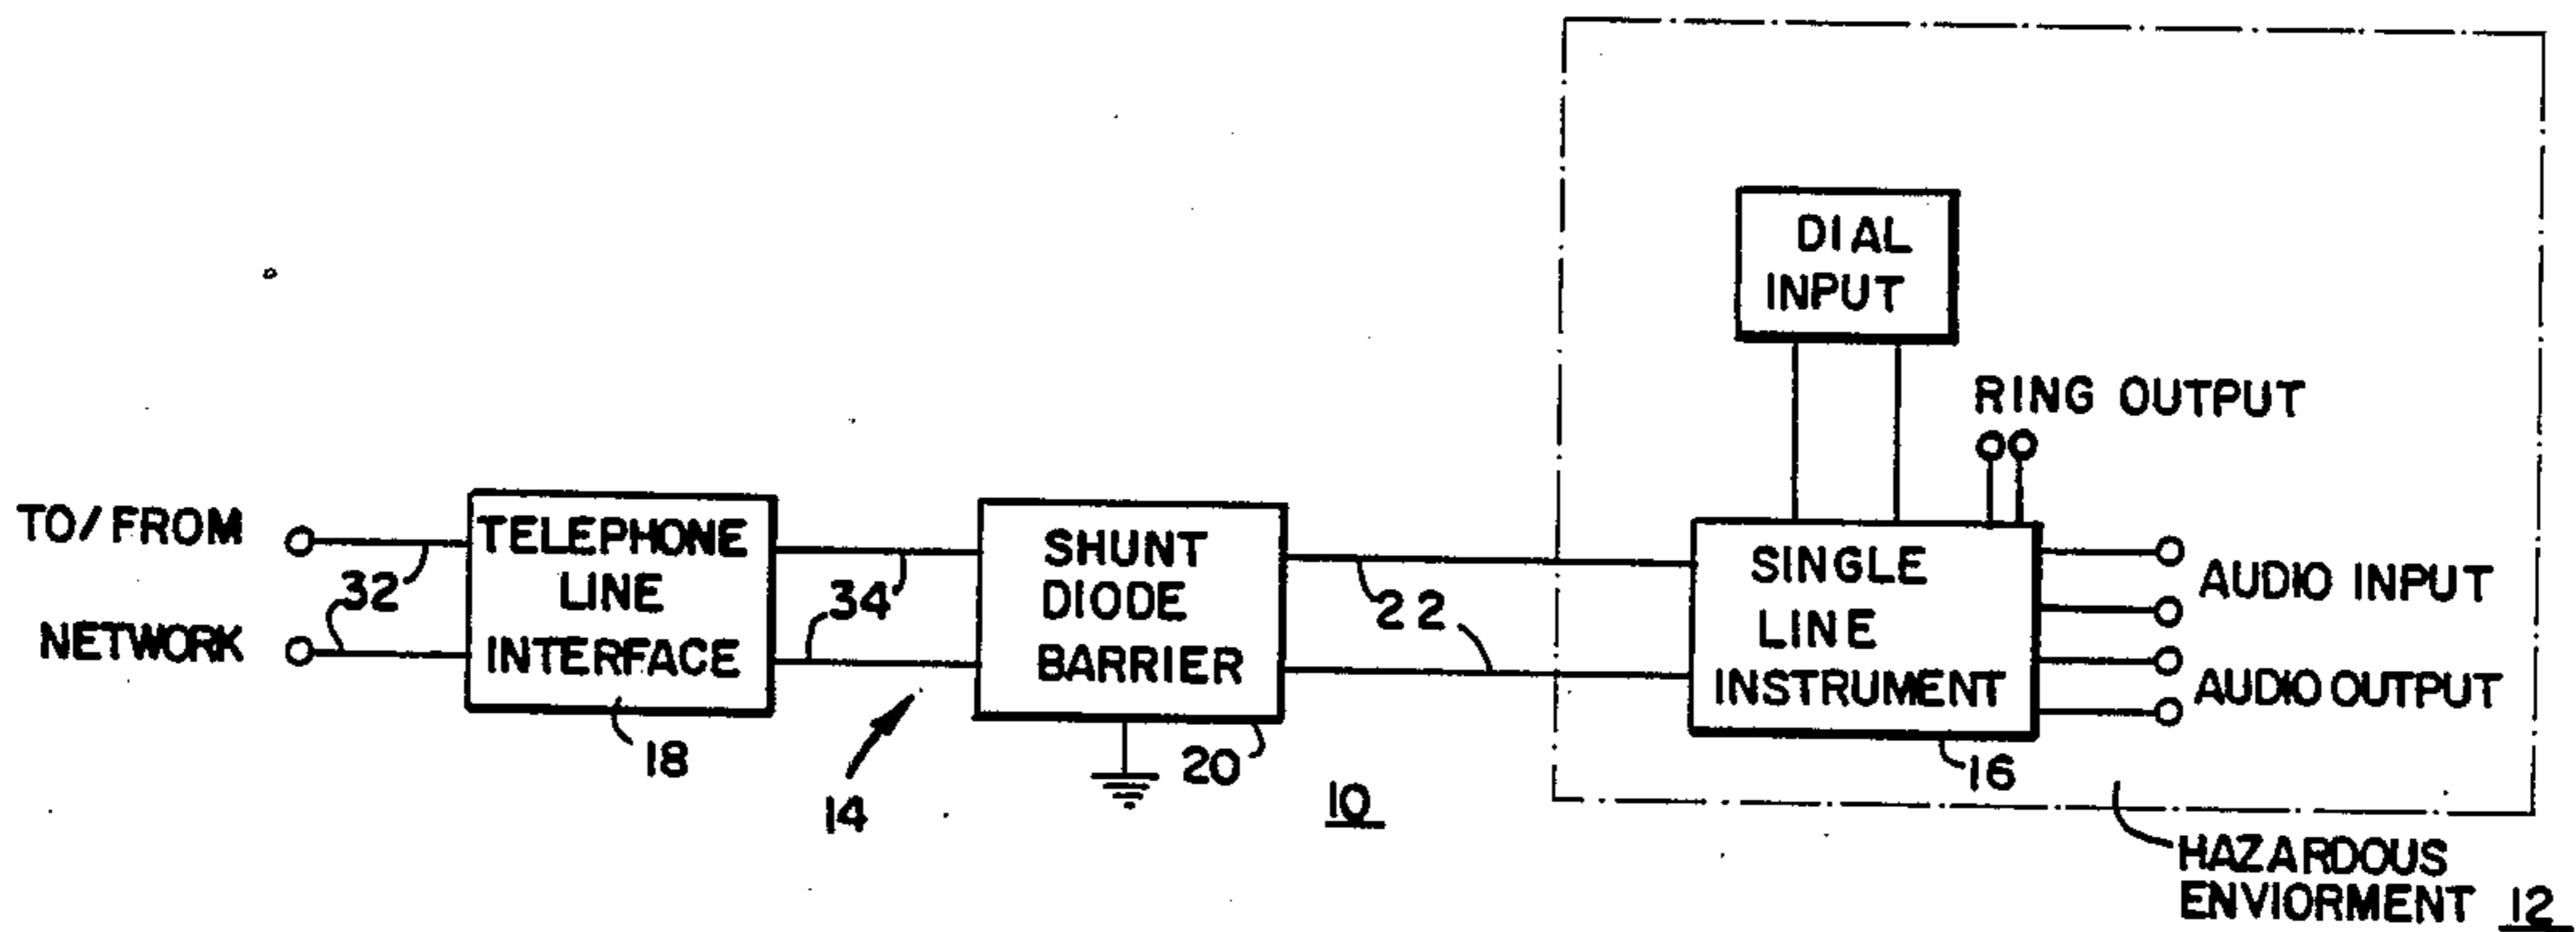 DIAL
INPUT
RING OUTPUT
TO/FROM
NETWORK
32
TELEPHONE
LINE
INTERFACE
18
34
14
SHUNT
DIODE
BARRIER
20
10
22
SINGLE
LINE
INSTRUMENT
16
AUDIO INPUT
AUDIO OUTPUT
HAZARDOUS
ENVIORMENT 12